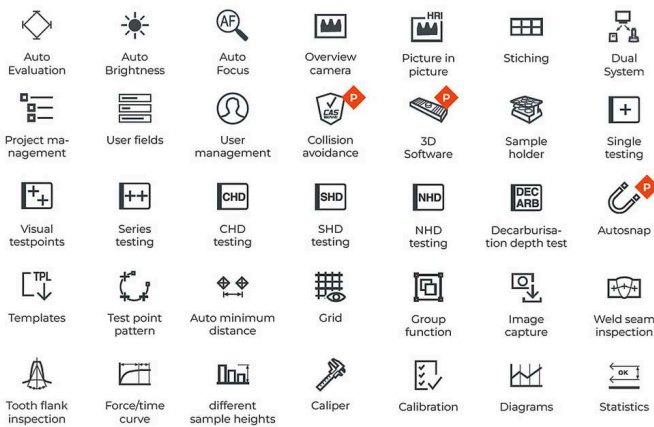 AF
HRI
Auto
Evaluation
Auto
Brightness
Auto
Focus
Overview
camera
Picture in
picture
Stiching
Dual
System
P
P
CAS
Project ma-
nagement
User fields
User
management
Collision
avoidance
3D
Software
Sample
holder
Single
testing
CHD
SHD
NHD
DEC
ARB
P
Visual
testpoints
Series
testing
CHD
testing
SHD
testing
NHD
testing
Decarburisa-
tion depth test
Autosnap
TPL
Templates
Test point
pattern
Auto minimum
distance
Grid
Group
function
Image
capture
Weld seam
inspection
OK
Tooth flank
inspection
Force/time
curve
different
sample heights
Caliper
Calibration
Diagrams
Statistics